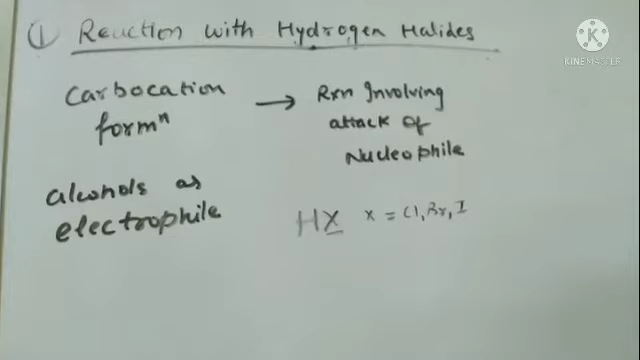 ① Reaction with Hydrogen Halides
Carbocation
formⁿ
→ Rxn Involving
attack of
Nucleophile
alcohols as
electrophile
HX x = Cl, Br, I
KINEMASTER